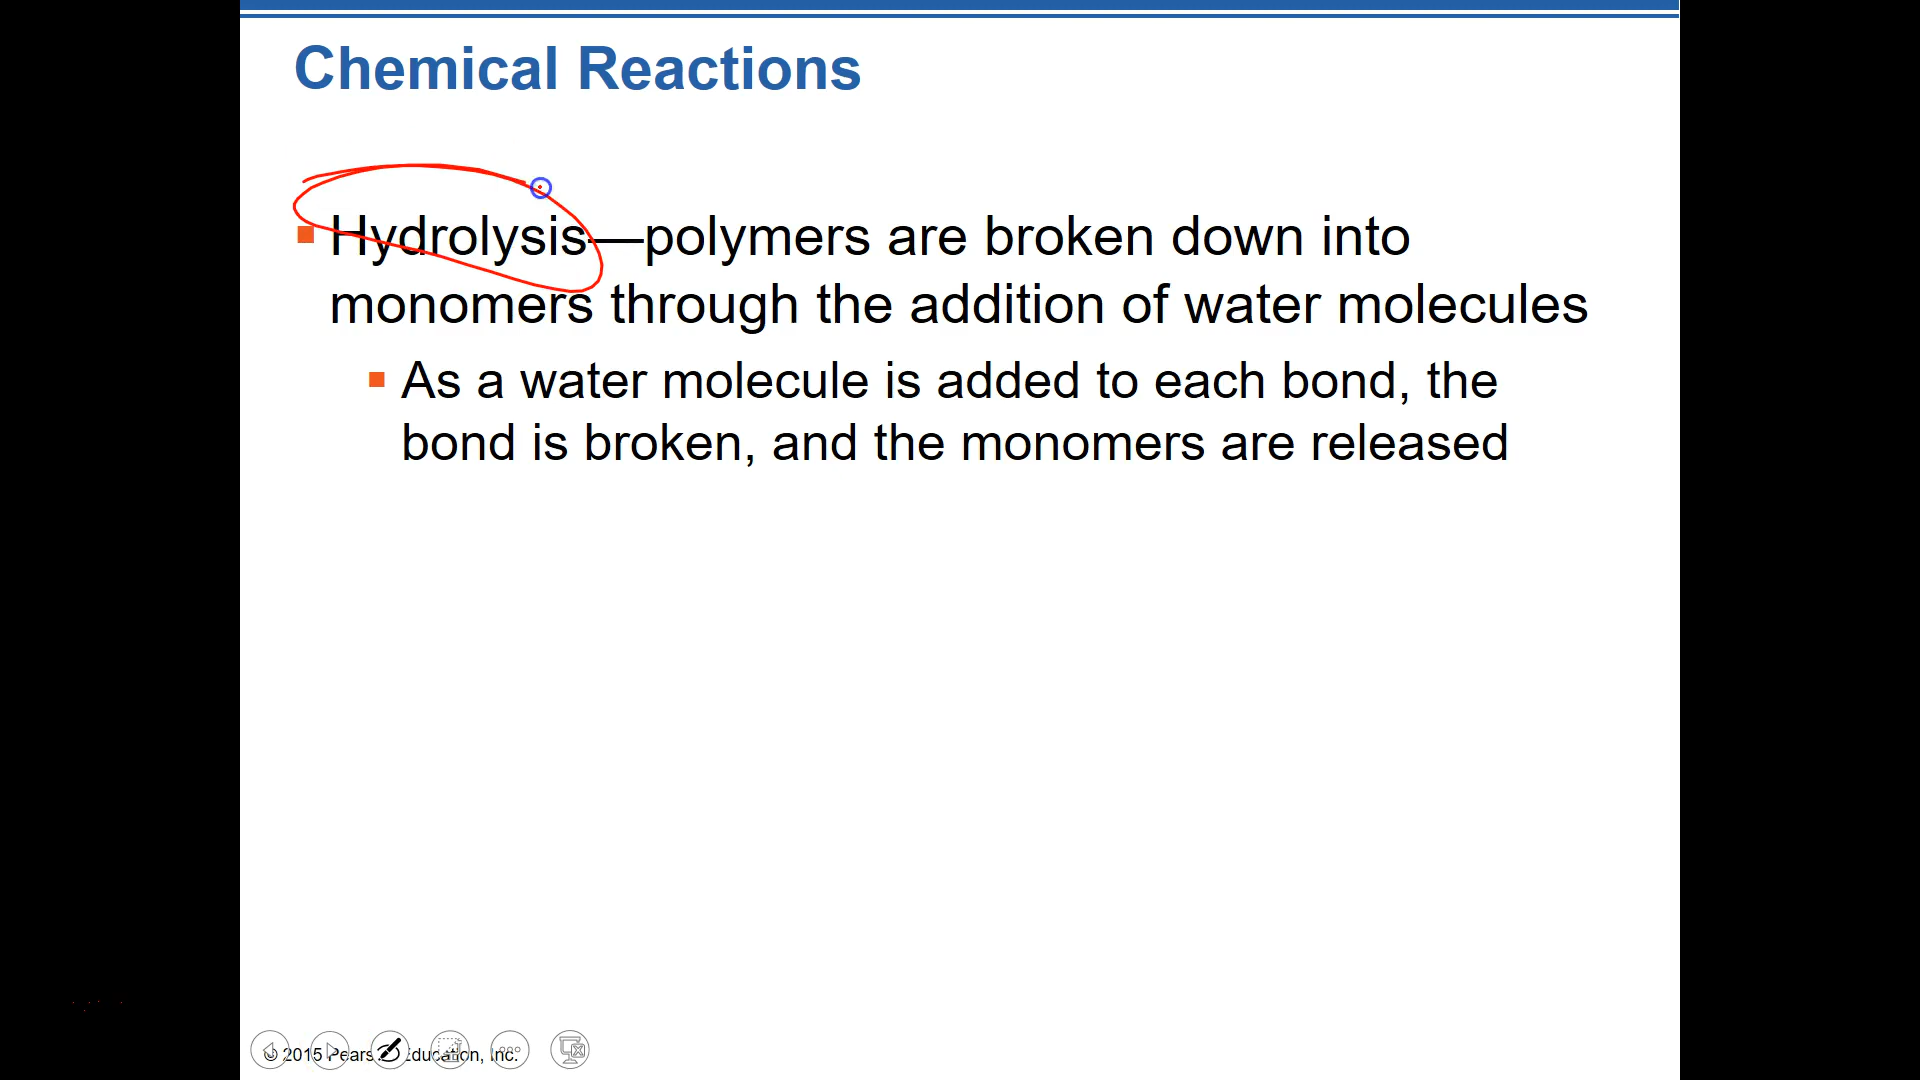 Chemical Reactions
Hydrolysis—polymers are broken down into
monomers through the addition of water molecules
As a water molecule is added to each bond, the
bond is broken, and the monomers are released
© 2015 Pearson Education, Inc.